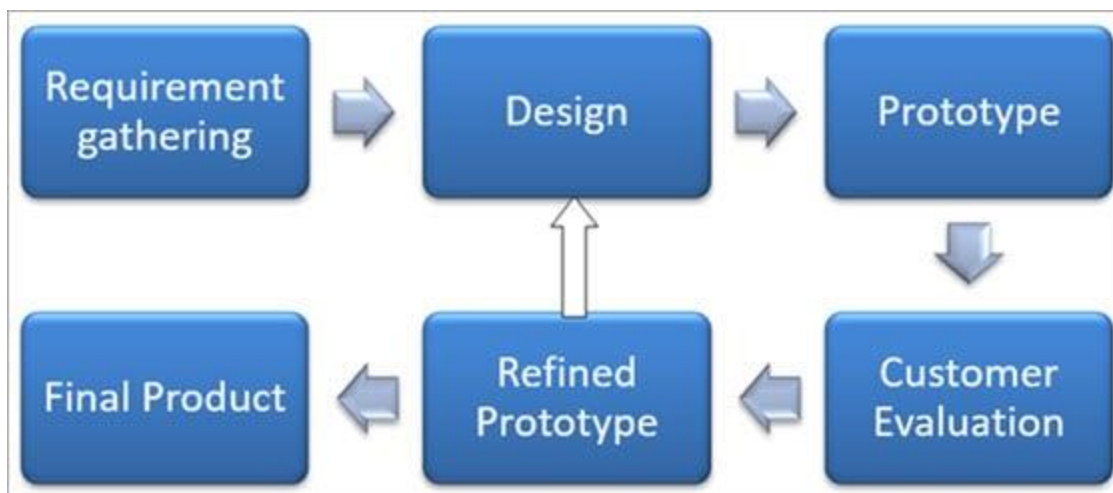 Requirement
gathering
Design
Prototype
Customer
Evaluation
Refined
Prototype
Final Product